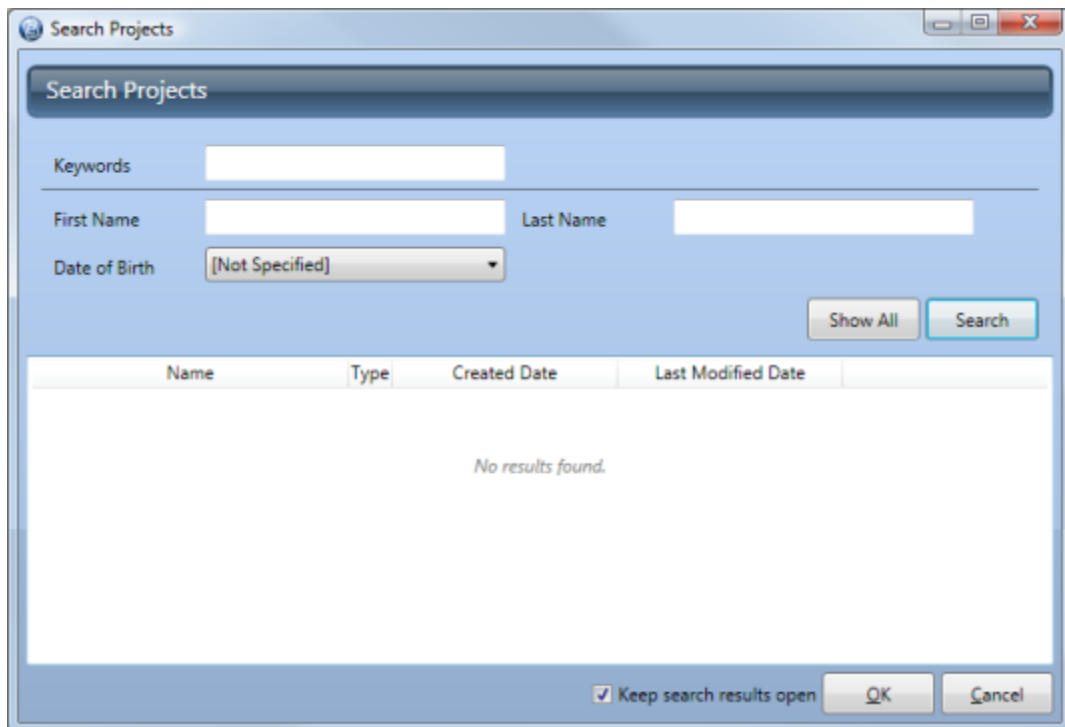 Search Projects
Search Projects
Keywords
First Name Last Name
Date of Birth [Not Specified]
Show All Search
Name Type Created Date Last Modified Date
No results found.
Keep search results open OK Cancel